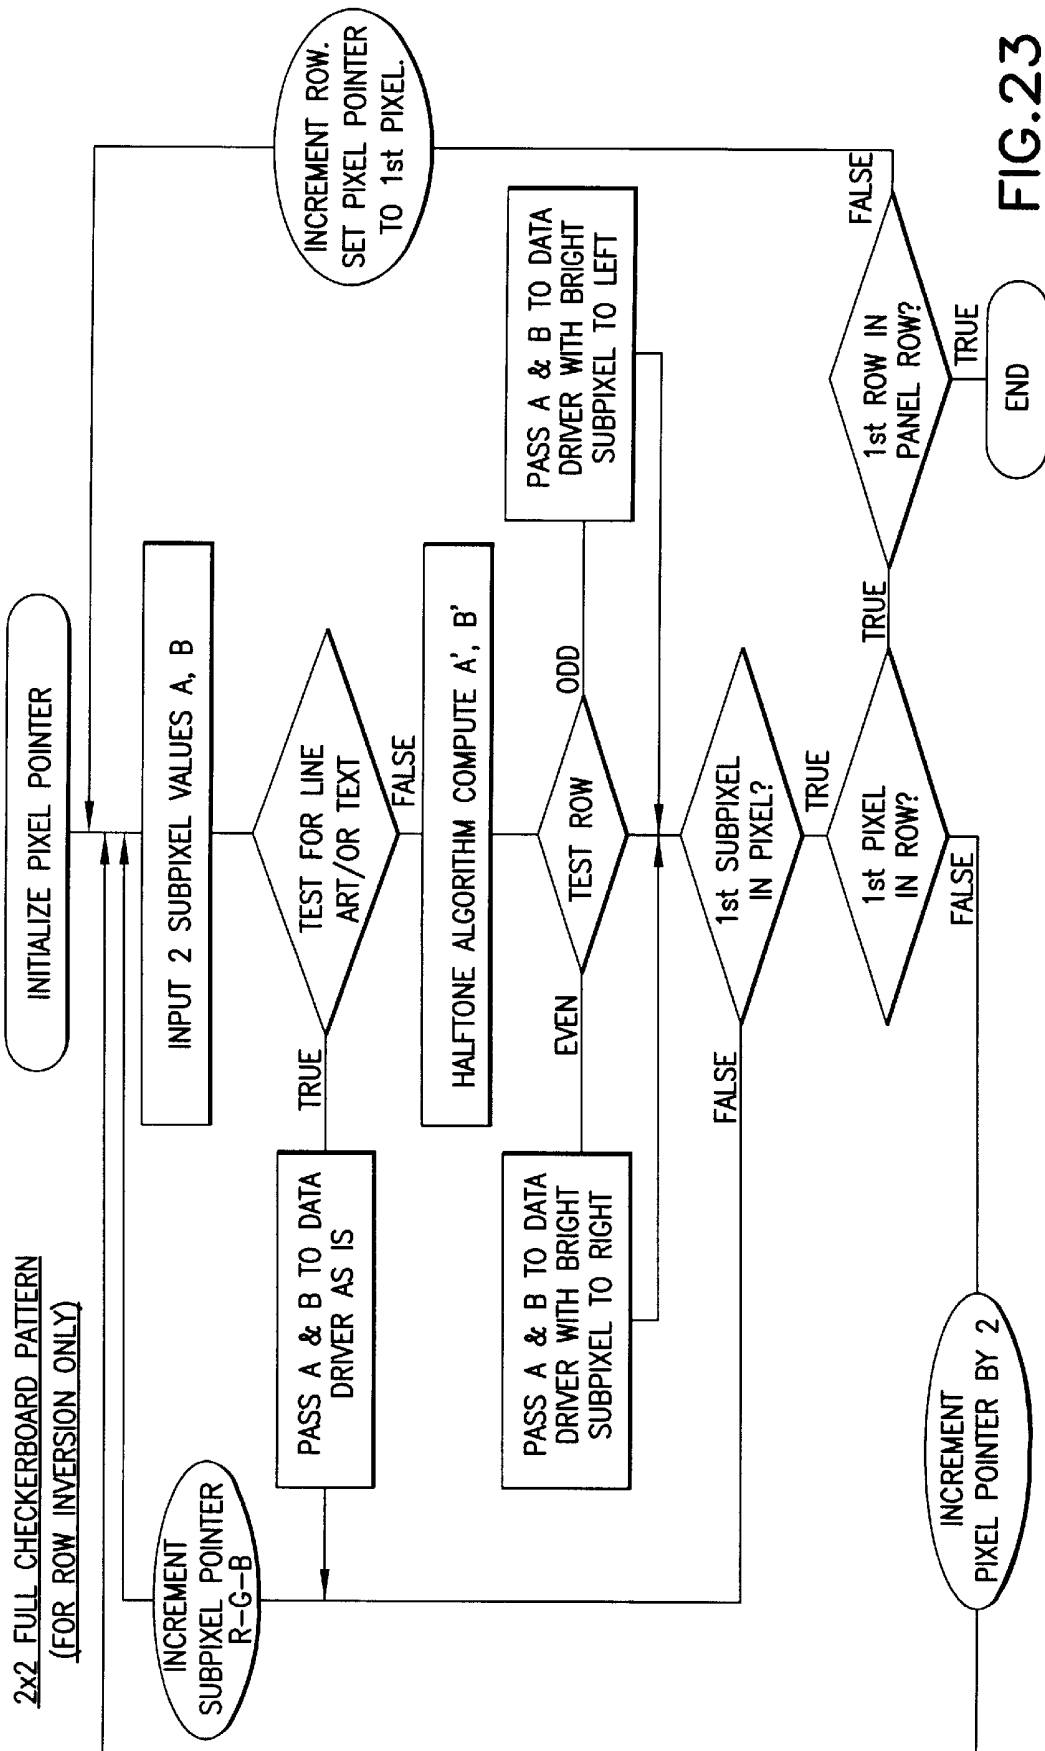 2x2 FULL CHECKERBOARD PATTERN
(FOR ROW INVERSION ONLY)
INITIALIZE PIXEL POINTER
INCREMENT
SUBPIXEL POINTER
R-G-B
INPUT 2 SUBPIXEL VALUES A, B
INCREMENT ROW.
SET PIXEL POINTER
TO 1st PIXEL.
PASS A & B TO DATA
DRIVER AS IS
TRUE
TEST FOR LINE
ART/OR TEXT
FALSE
HALFTONE ALGORITHM COMPUTE A', B'
PASS A & B TO DATA
DRIVER WITH BRIGHT
SUBPIXEL TO RIGHT
EVEN
TEST ROW
ODD
PASS A & B TO DATA
DRIVER WITH BRIGHT
SUBPIXEL TO LEFT
FALSE
1st SUBPIXEL
IN PIXEL?
TRUE
1st PIXEL
IN ROW?
TRUE
FALSE
1st ROW IN
PANEL ROW?
FALSE
TRUE
INCREMENT
PIXEL POINTER BY 2
END
FIG.23